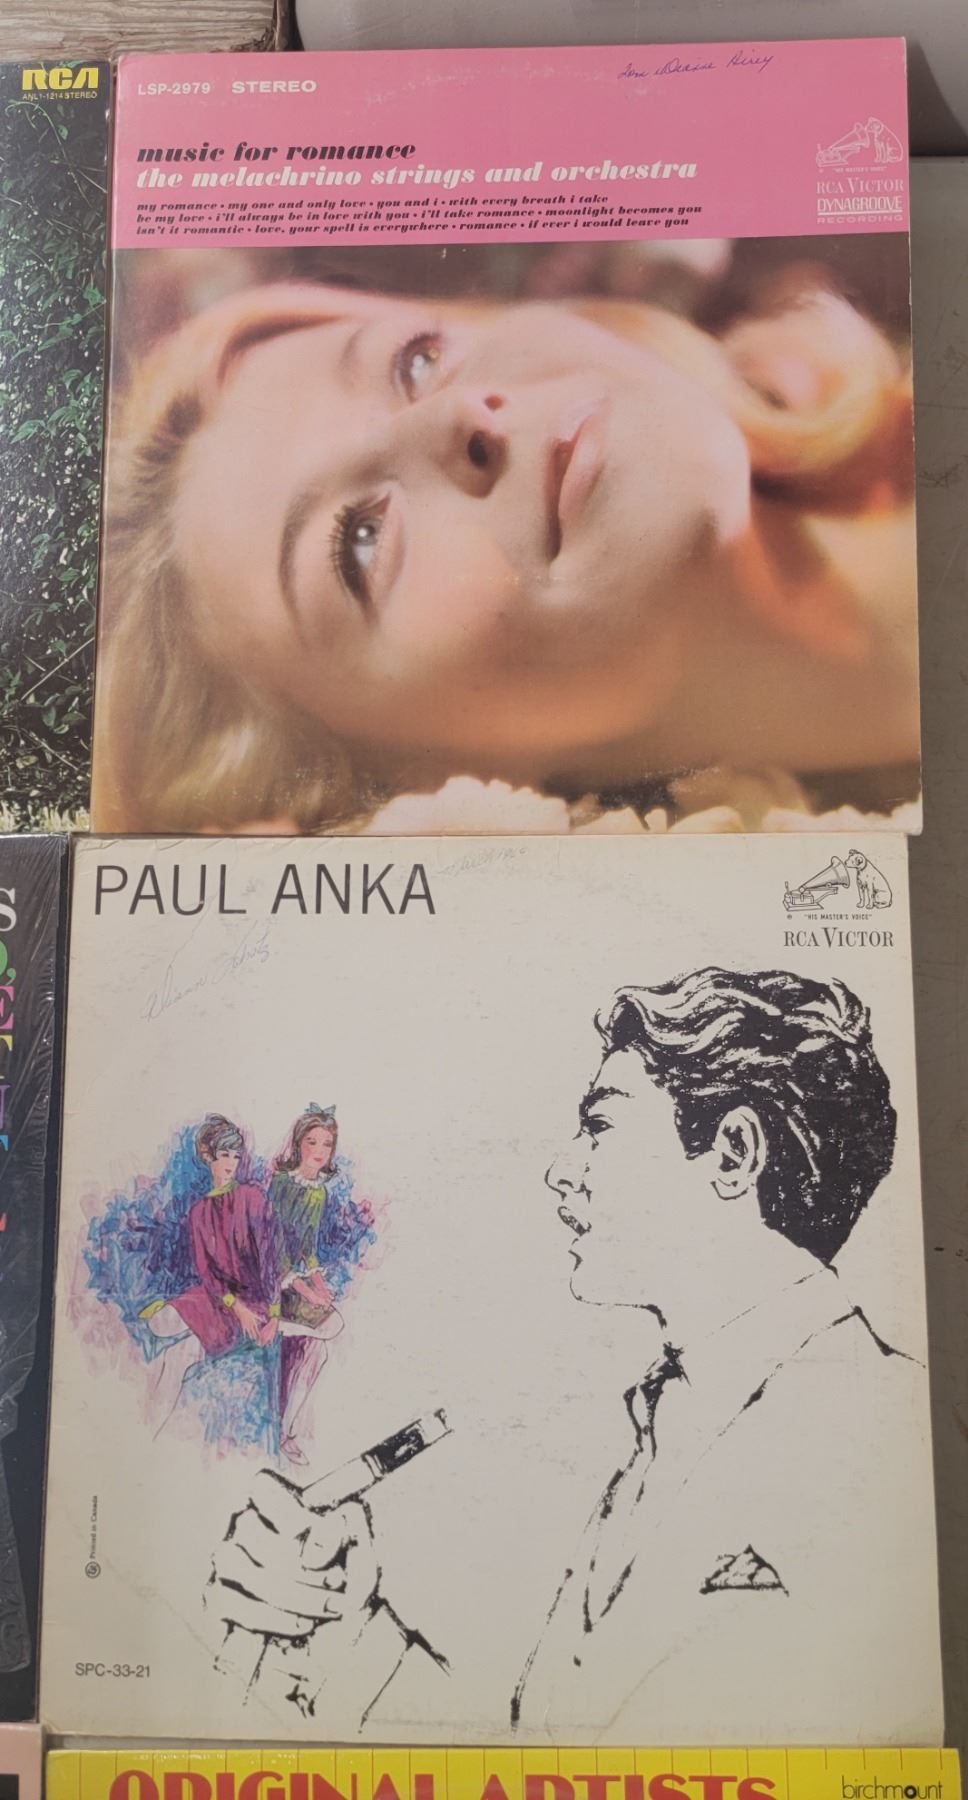 RCA
ANL1-1214 STEREO
LSP-2979 STEREO
music for romance
the melachrino strings and orchestra
my romance • my one and only love • you and i • with every breath i take
be my love • i'll always be in love with you • i'll take romance • moonlight becomes you
isn't it romantic • love, your spell is everywhere • romance • if ever i would leave you
"HIS MASTER'S VOICE"
RCA VICTOR
DYNAGROOVE
RECORDING
PAUL ANKA
"HIS MASTER'S VOICE"
RCA VICTOR
Printed in Canada
SPC-33-21
ORIGINAL ARTISTS
birchmount